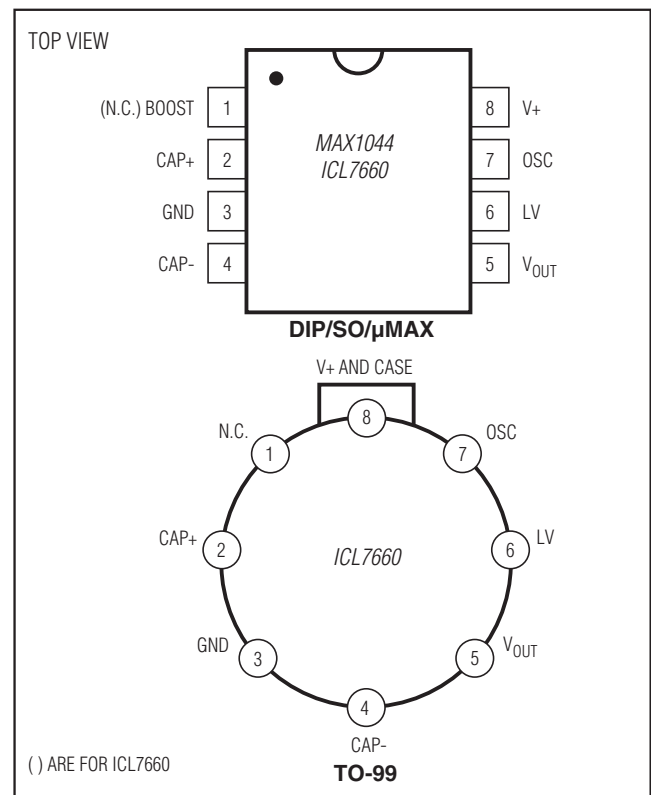 TOP VIEW
(N.C.) BOOST 1 8 V+
CAP+ 2 7 OSC
GND 3 6 LV
CAP- 4 5 VOUT
MAX1044
ICL7660
DIP/SO/µMAX
V+ AND CASE
8
N.C. 1 7 OSC
CAP+ 2 6 LV
ICL7660
GND 3 5 VOUT
4
CAP-
( ) ARE FOR ICL7660
TO-99